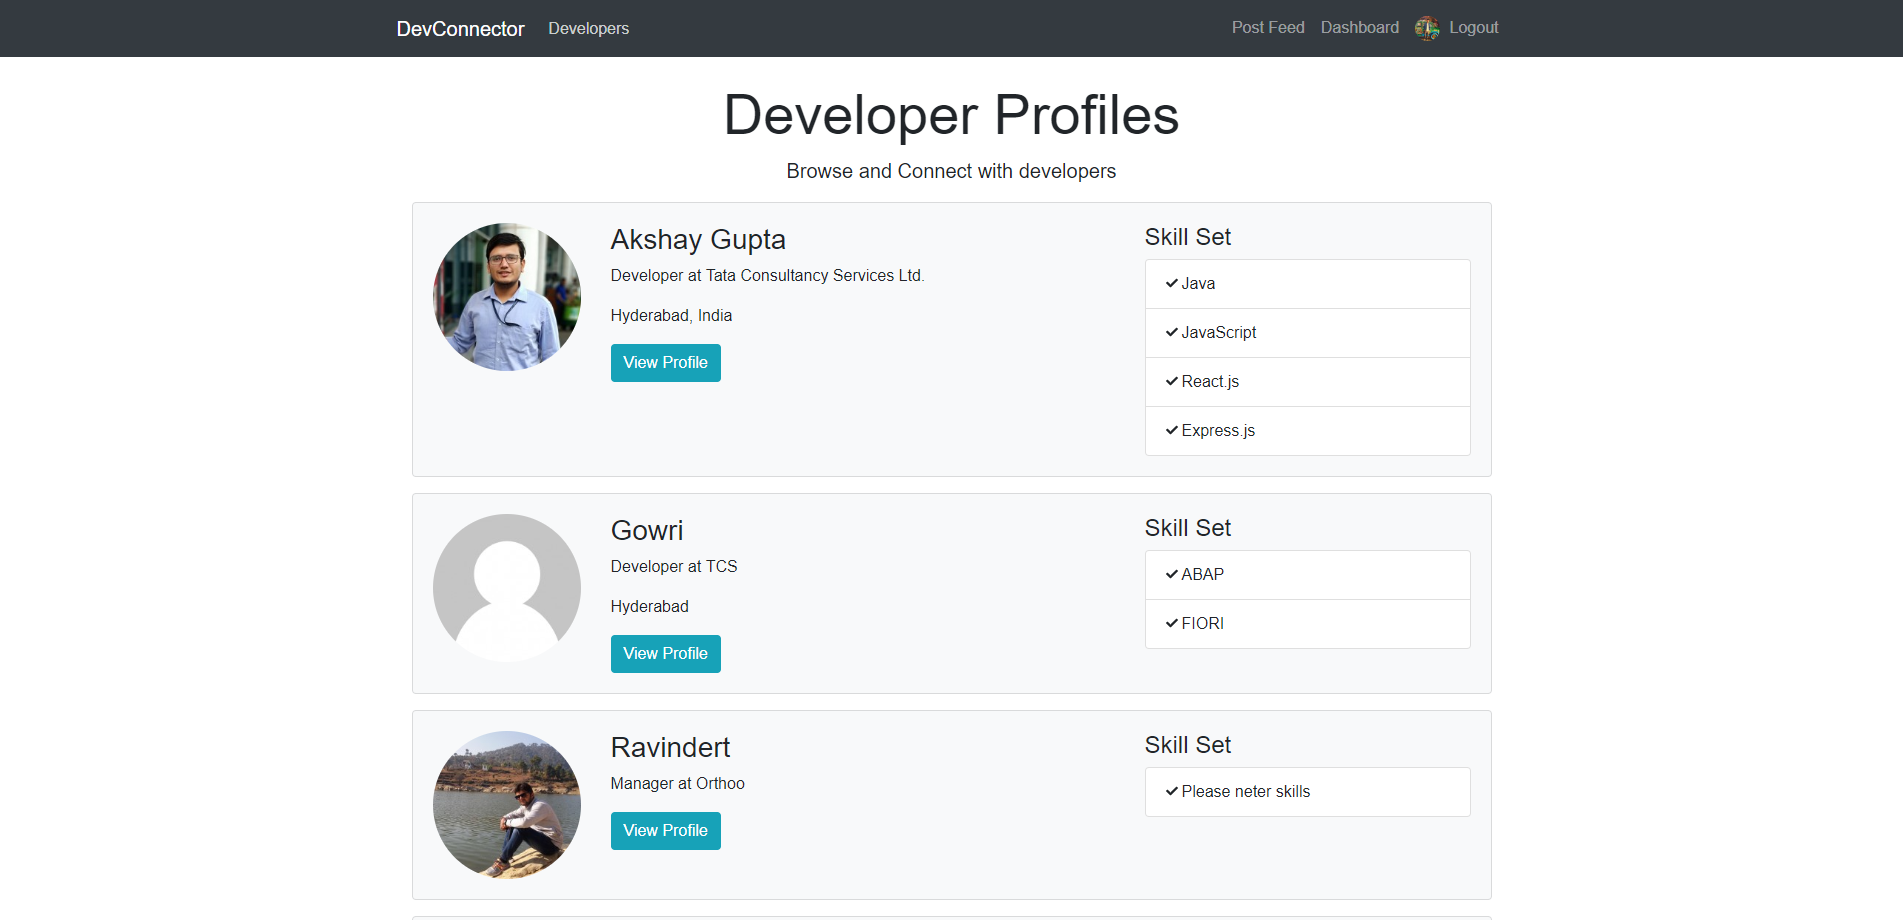 DevConnector Developers Post Feed Dashboard Logout
Developer Profiles
Browse and Connect with developers
Akshay Gupta
Developer at Tata Consultancy Services Ltd.
Hyderabad, India
View Profile
Skill Set
Java
JavaScript
React.js
Express.js
Gowri
Developer at TCS
Hyderabad
View Profile
Skill Set
ABAP
FIORI
Ravindert
Manager at Orthoo
View Profile
Skill Set
Please neter skills